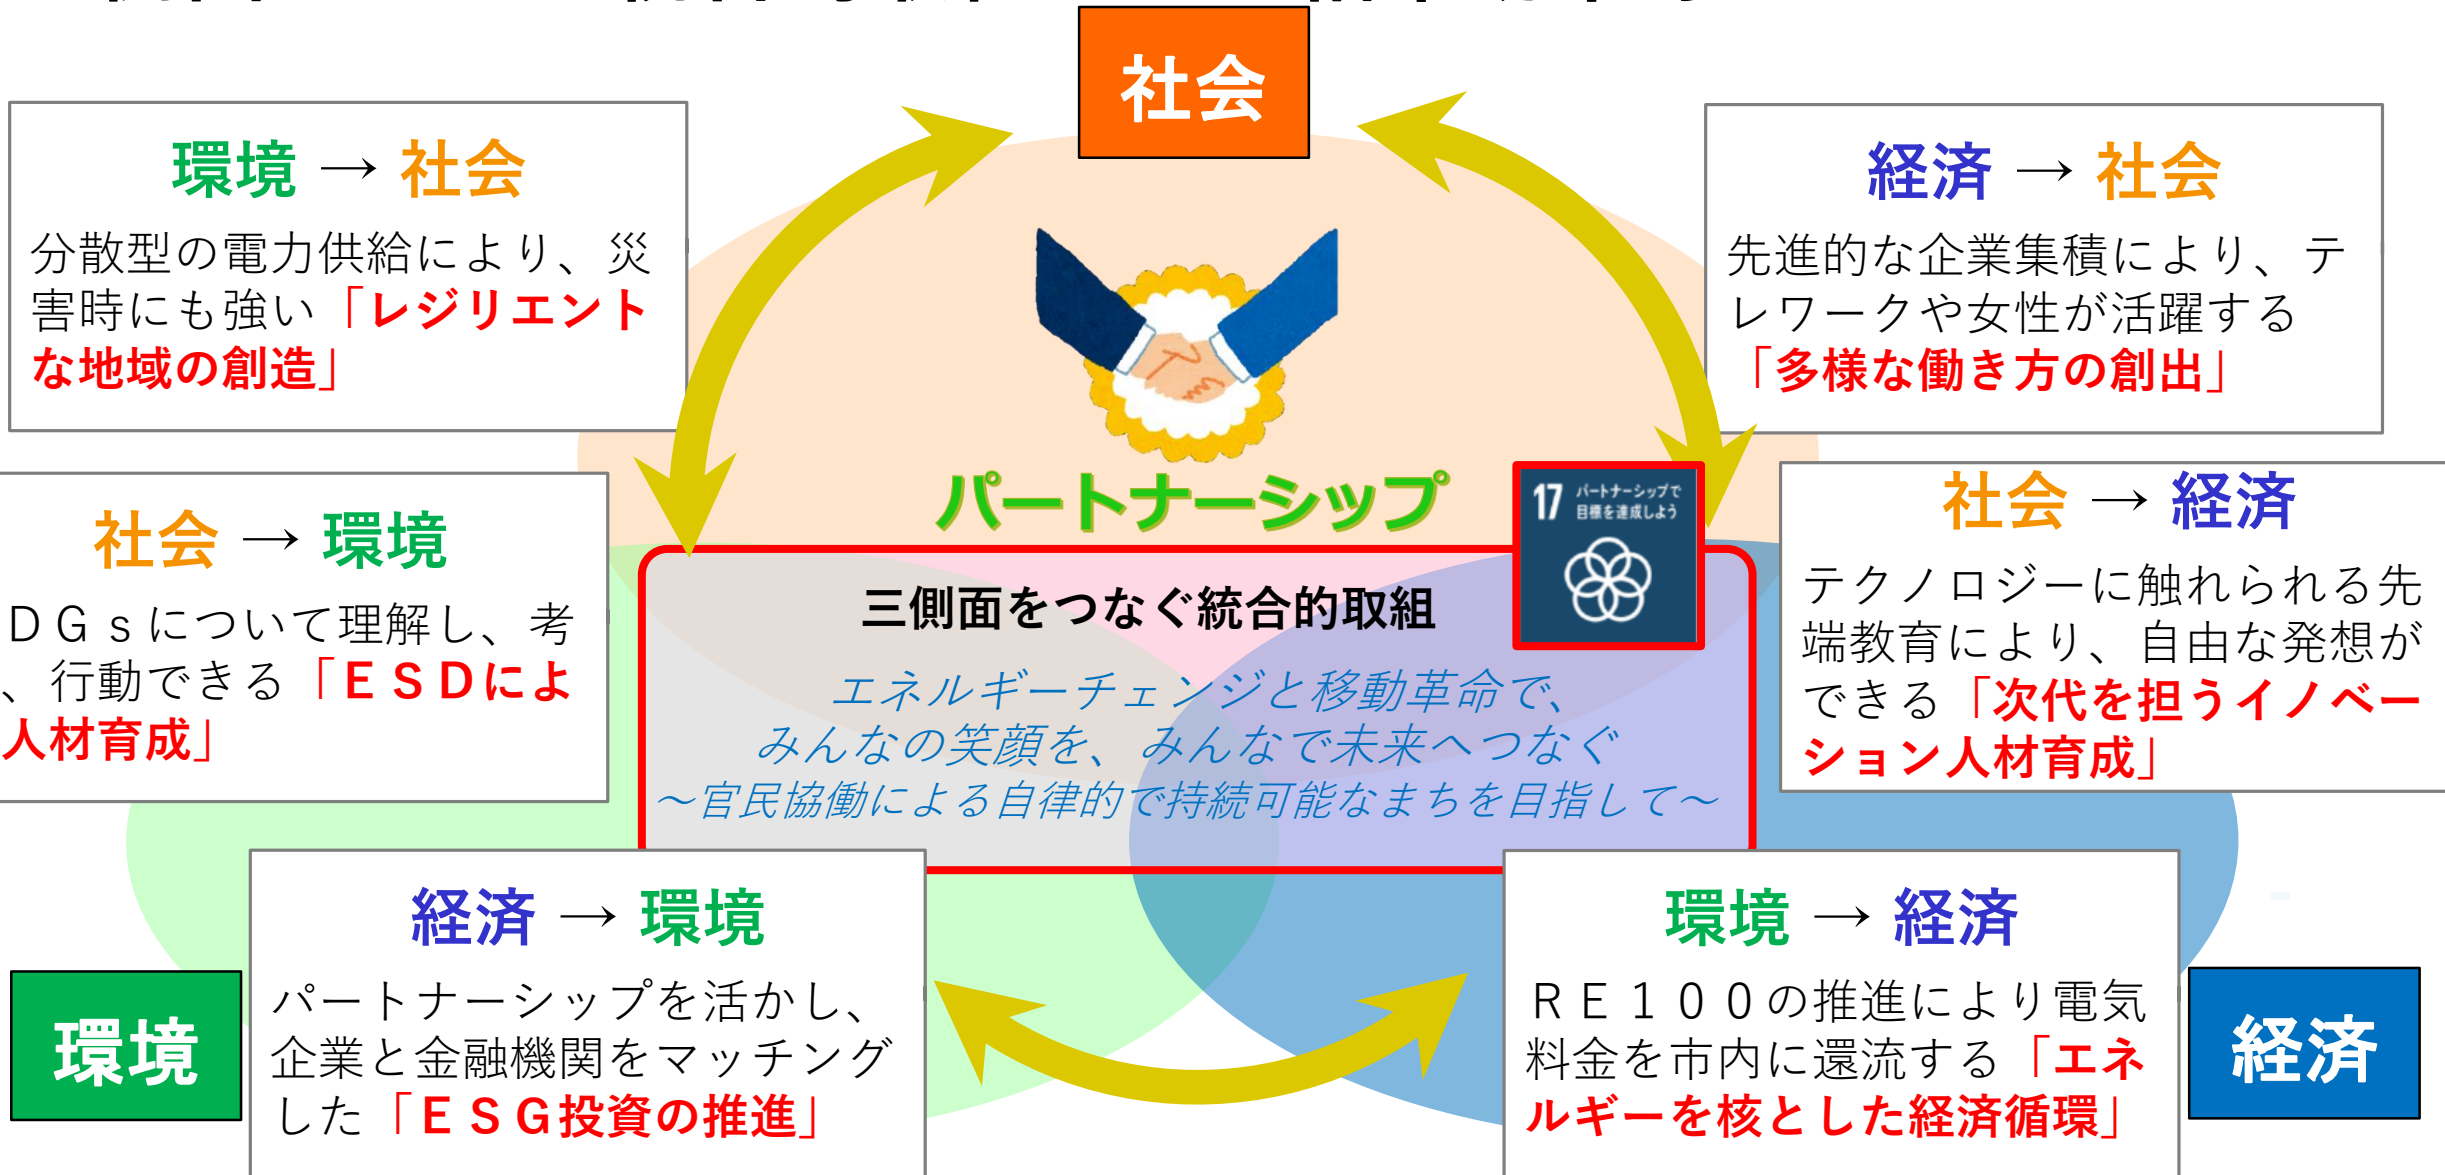 社会
環境 → 社会
分散型の電力供給により、災
害時にも強い「レジリエント
な地域の創造」
経済 → 社会
先進的な企業集積により、テ
レワークや女性が活躍する
「多様な働き方の創出」
パートナーシップ
17 パートナーシップで
目標を達成しよう
社会 → 環境
ＤＧｓについて理解し、考
、行動できる「ＥＳＤによ
人材育成」
社会 → 経済
テクノロジーに触れられる先
端教育により、自由な発想が
できる「次代を担うイノベー
ション人材育成」
三側面をつなぐ統合的取組
エネルギーチェンジと移動革命で、
みんなの笑顔を、みんなで未来へつなぐ
～官民協働による自律的で持続可能なまちを目指して～
経済 → 環境
パートナーシップを活かし、
企業と金融機関をマッチング
した「ＥＳＧ投資の推進」
環境 → 経済
ＲＥ１００の推進により電気
料金を市内に還流する「エネ
ルギーを核とした経済循環」
環境
経済